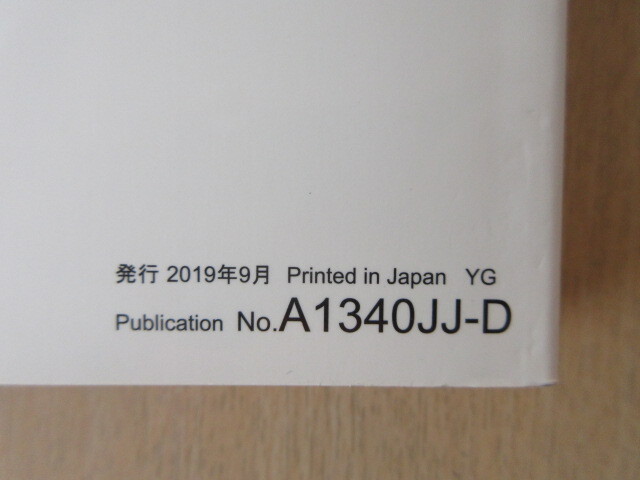 発行 2019年9月 Printed in Japan YG
Publication No.A1340JJ-D